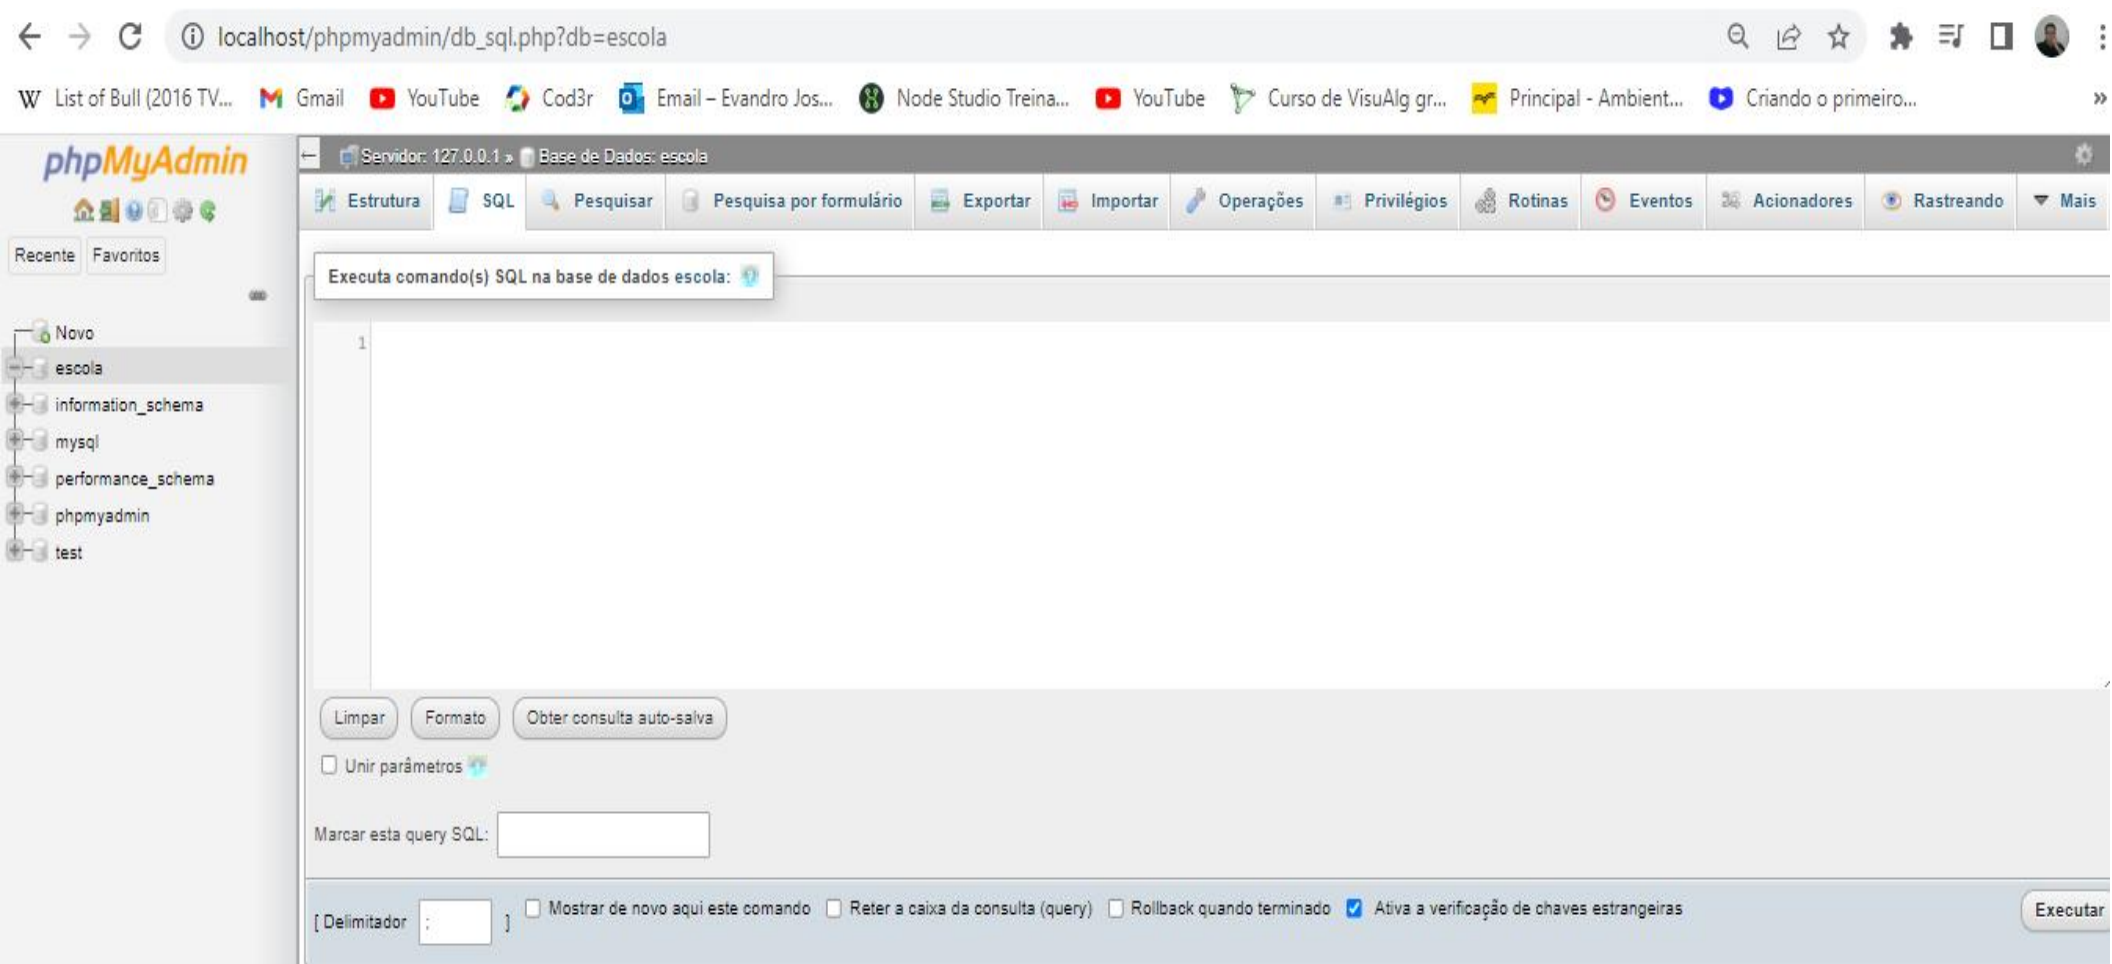 localhost/phpmyadmin/db_sql.php?db=escola
W List of Bull (2016 TV... Gmail YouTube Cod3r Email – Evandro Jos... Node Studio Treina... YouTube Curso de VisuAlg gr... Principal - Ambient... Criando o primeiro... »
phpMyAdmin
Recente Favoritos
Novo
escola
information_schema
mysql
performance_schema
phpmyadmin
test
Servidor: 127.0.0.1 » Base de Dados: escola
Estrutura SQL Pesquisar Pesquisa por formulário Exportar Importar Operações Privilégios Rotinas Eventos Acionadores Rastreando Mais
Executa comando(s) SQL na base de dados escola:
1
Limpar Formato Obter consulta auto-salva
Unir parâmetros
Marcar esta query SQL:
[ Delimitador ; ] Mostrar de novo aqui este comando Reter a caixa da consulta (query) Rollback quando terminado Ativa a verificação de chaves estrangeiras Executar